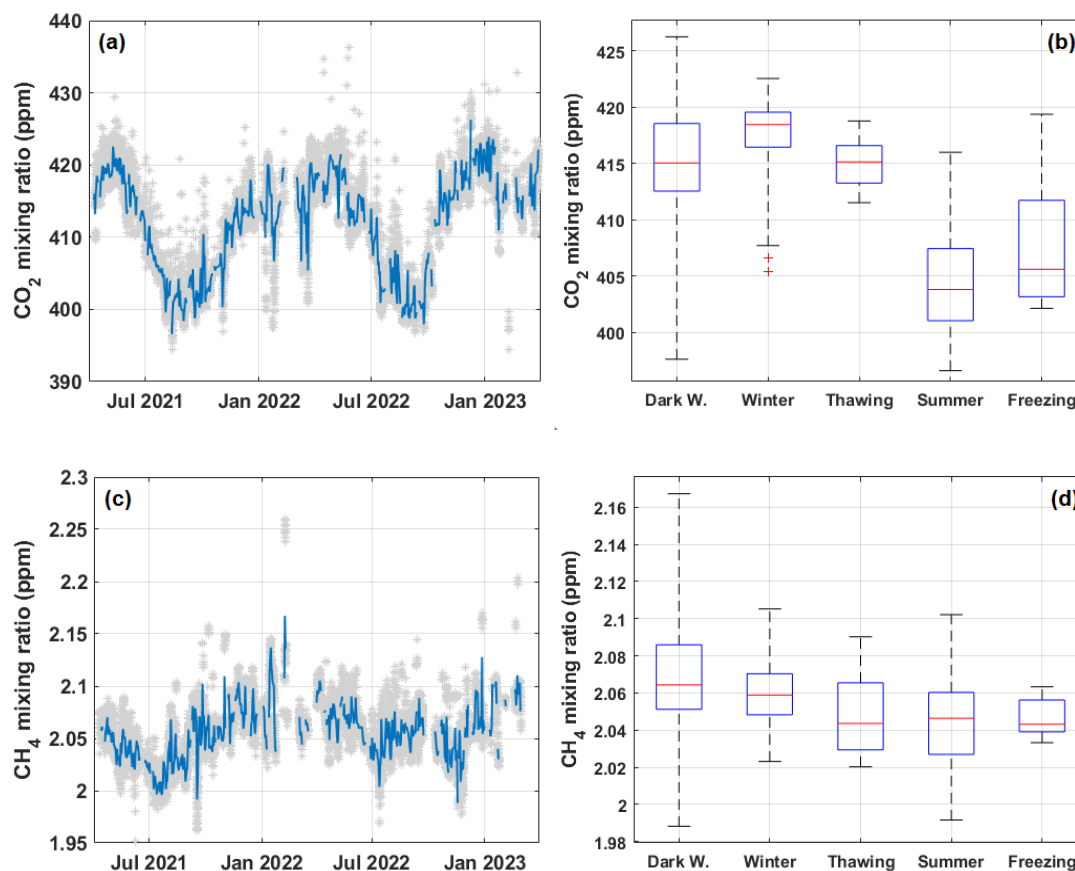 (a)
CO2 mixing ratio (ppm)
440
430
420
410
400
390
Jul 2021 Jan 2022 Jul 2022 Jan 2023
(b)
CO2 mixing ratio (ppm)
425
420
415
410
405
400
Dark W. Winter Thawing Summer Freezing
(c)
CH4 mixing ratio (ppm)
2.3
2.25
2.2
2.15
2.1
2.05
2
1.95
Jul 2021 Jan 2022 Jul 2022 Jan 2023
(d)
CH4 mixing ratio (ppm)
2.16
2.14
2.12
2.1
2.08
2.06
2.04
2.02
2
1.98
Dark W. Winter Thawing Summer Freezing